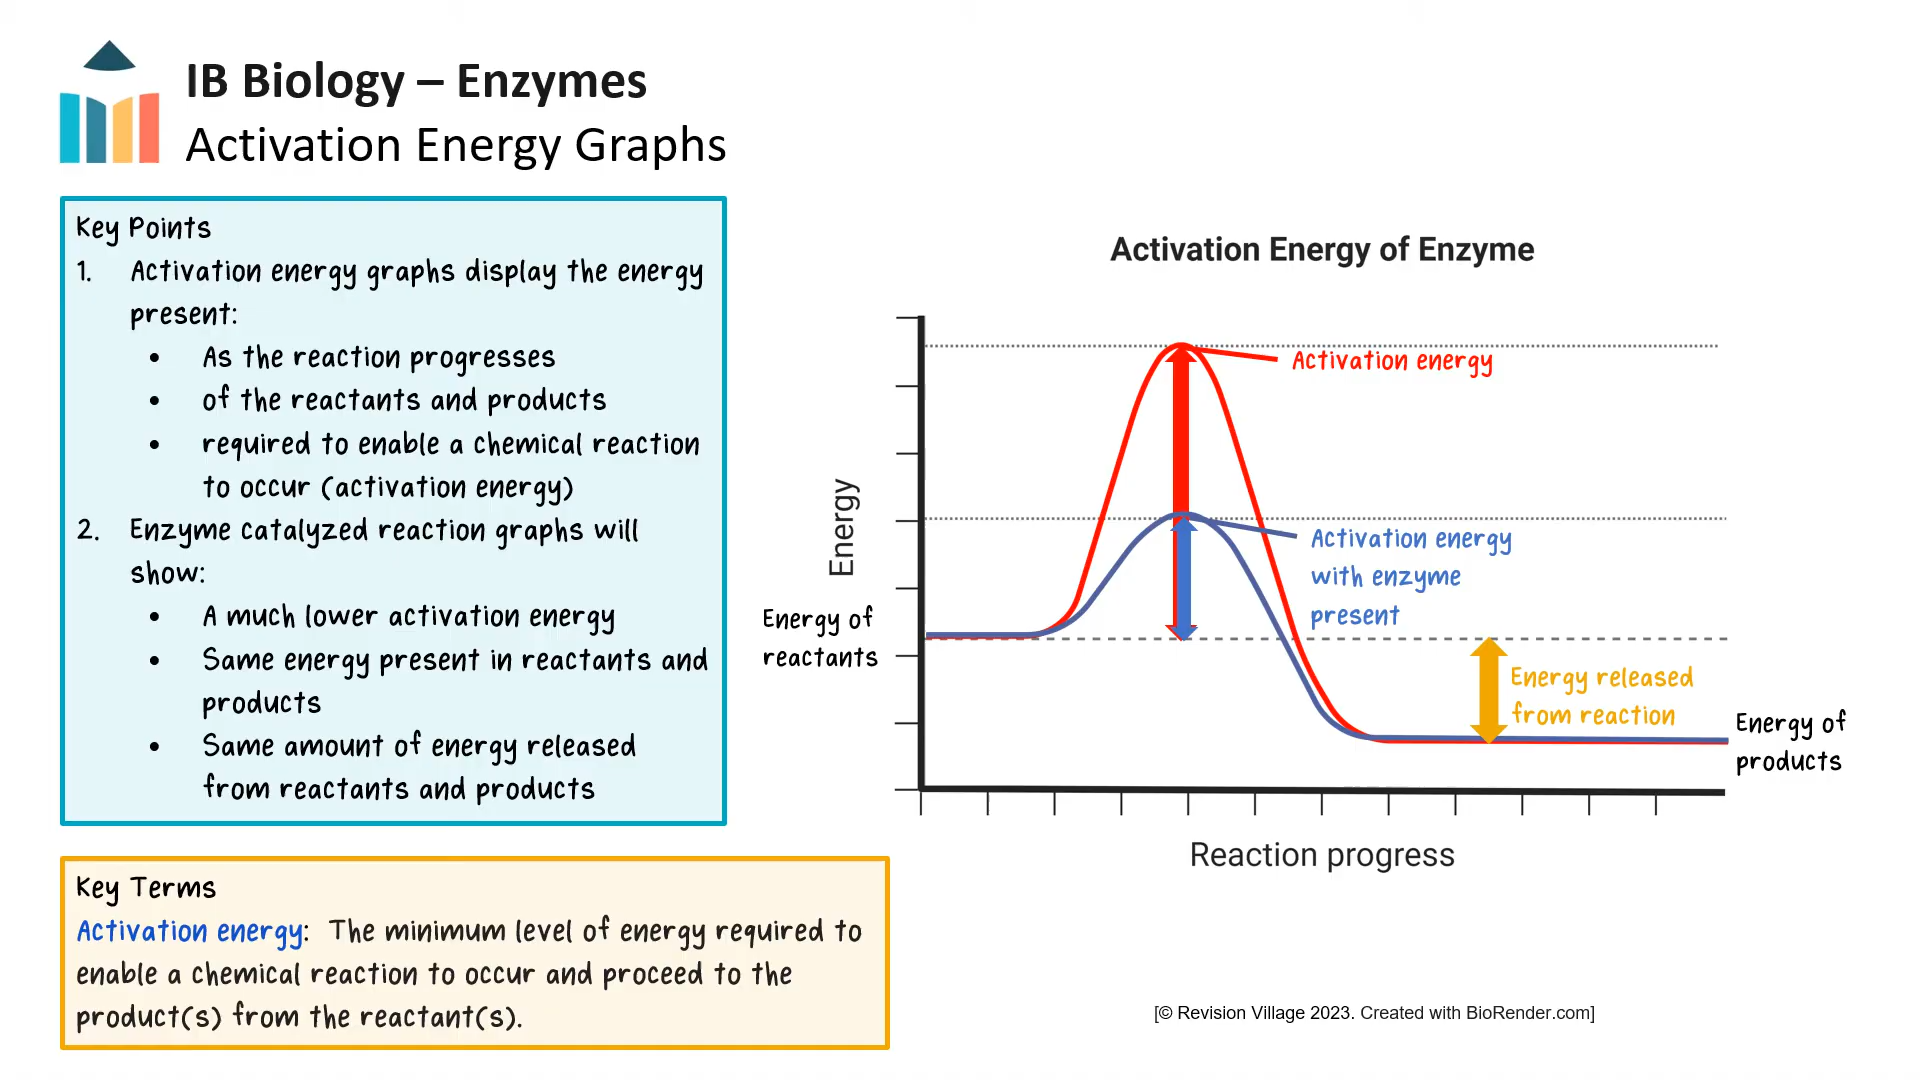 IB Biology – Enzymes
Activation Energy Graphs
Key Points
1. Activation energy graphs display the energy
present:
• As the reaction progresses
• of the reactants and products
• required to enable a chemical reaction
to occur (activation energy)
2. Enzyme catalyzed reaction graphs will
show:
• A much lower activation energy
• Same energy present in reactants and
products
• Same amount of energy released
from reactants and products
Key Terms
Activation energy: The minimum level of energy required to
enable a chemical reaction to occur and proceed to the
product(s) from the reactant(s).
Activation Energy of Enzyme
Activation energy
Energy
Activation energy
with enzyme
present
Energy of
reactants
Energy released
from reaction
Energy of
products
Reaction progress
[© Revision Village 2023. Created with BioRender.com]